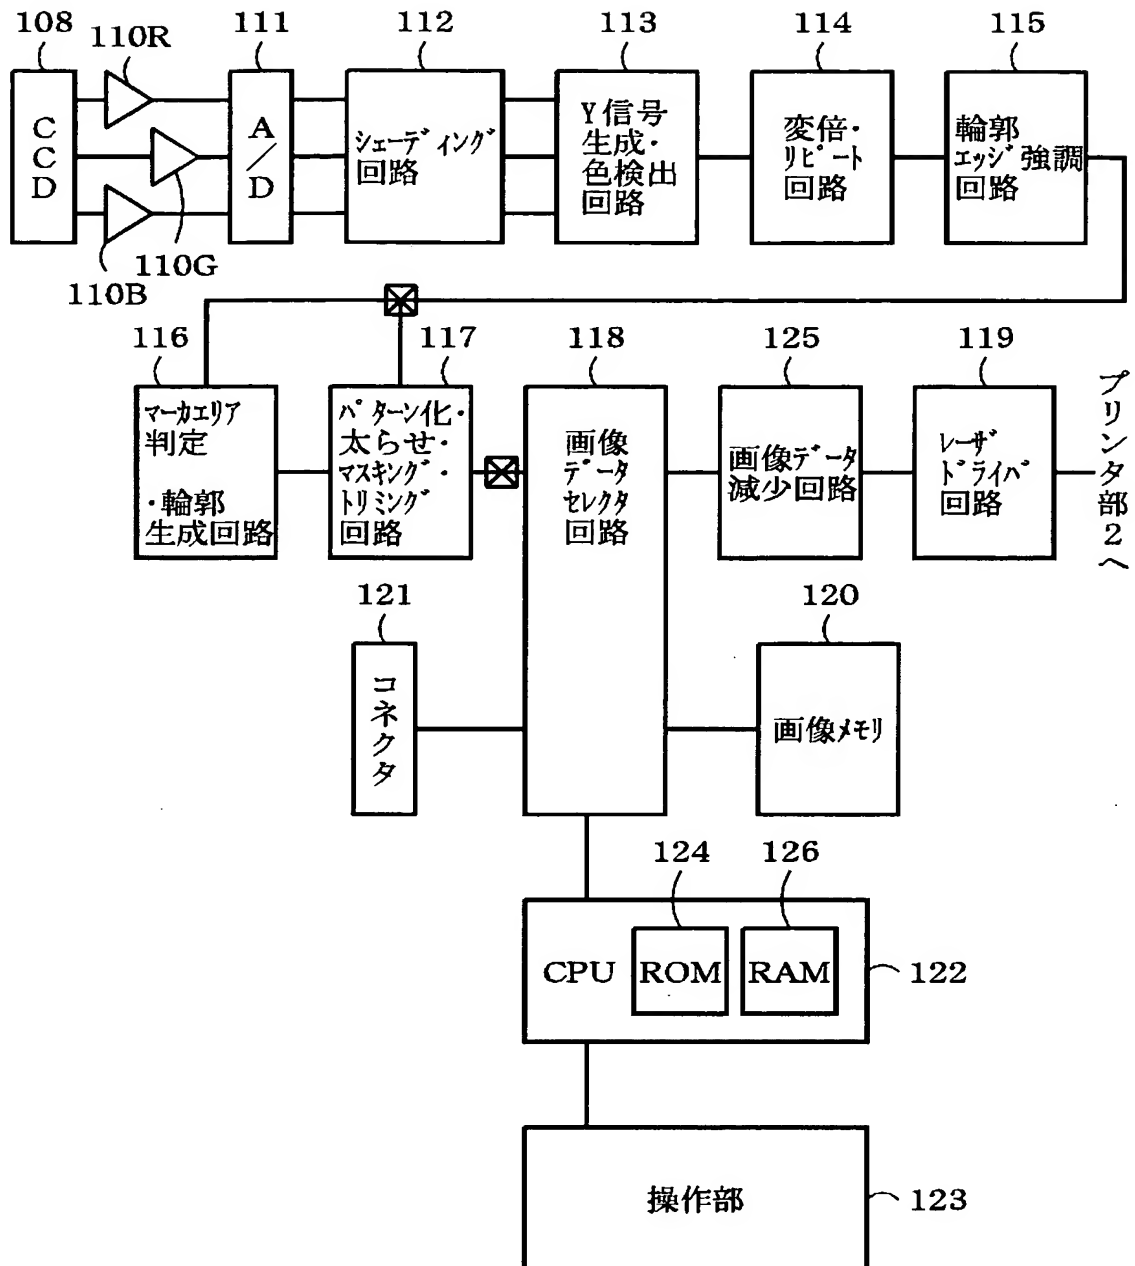 108
110R
111
112
113
114
115
CCD
A/D
シェーディング
回路
Y信号
生成・
色検出
回路
変倍・
リピート
回路
輪郭
エッジ強調
回路
110G
110B
116
117
118
125
119
マーカエリア
判定
・輪郭
生成回路
パターン化・
太らせ・
マスキング・
トリミング
回路
画像
データ
セレクタ
回路
画像データ
減少回路
レーザ
ドライバ
回路
プリンタ部2へ
121
120
コネクタ
画像メモリ
124
126
CPU
ROM
RAM
122
操作部
123